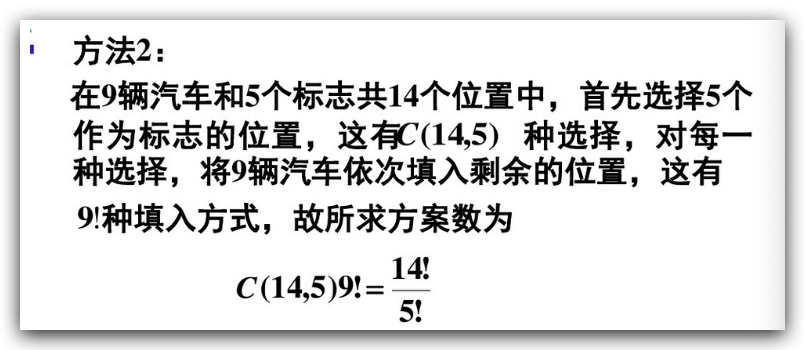 方法2：
在9辆汽车和5个标志共14个位置中，首先选择5个
作为标志的位置，这有C(14,5) 种选择，对每一
种选择，将9辆汽车依次填入剩余的位置，这有
9!种填入方式，故所求方案数为
C(14,5)9!=14!/5!